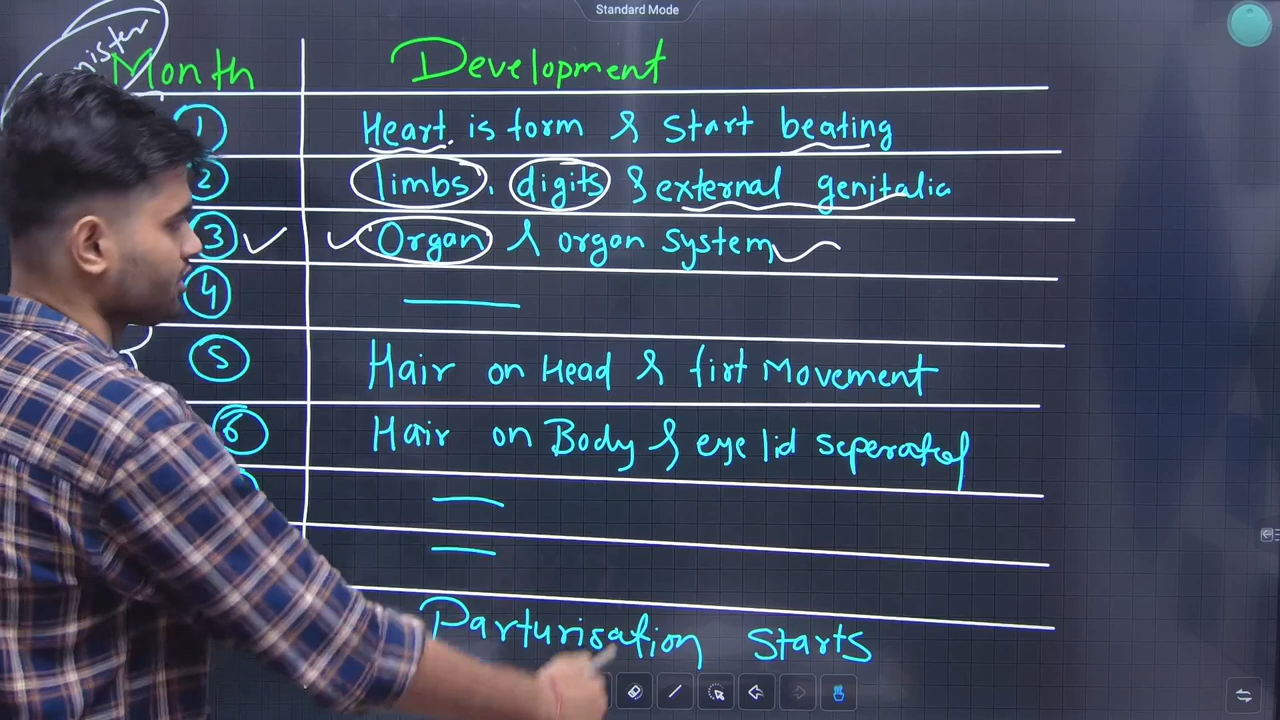 Standard Mode
Month Development
1 Heart is form & start beating
2 limbs, digits & external genitalia
3 Organ & organ system
4
5 Hair on Head & firt Movement
6 Hair on Body & eye lid seperated
Parturisation Starts